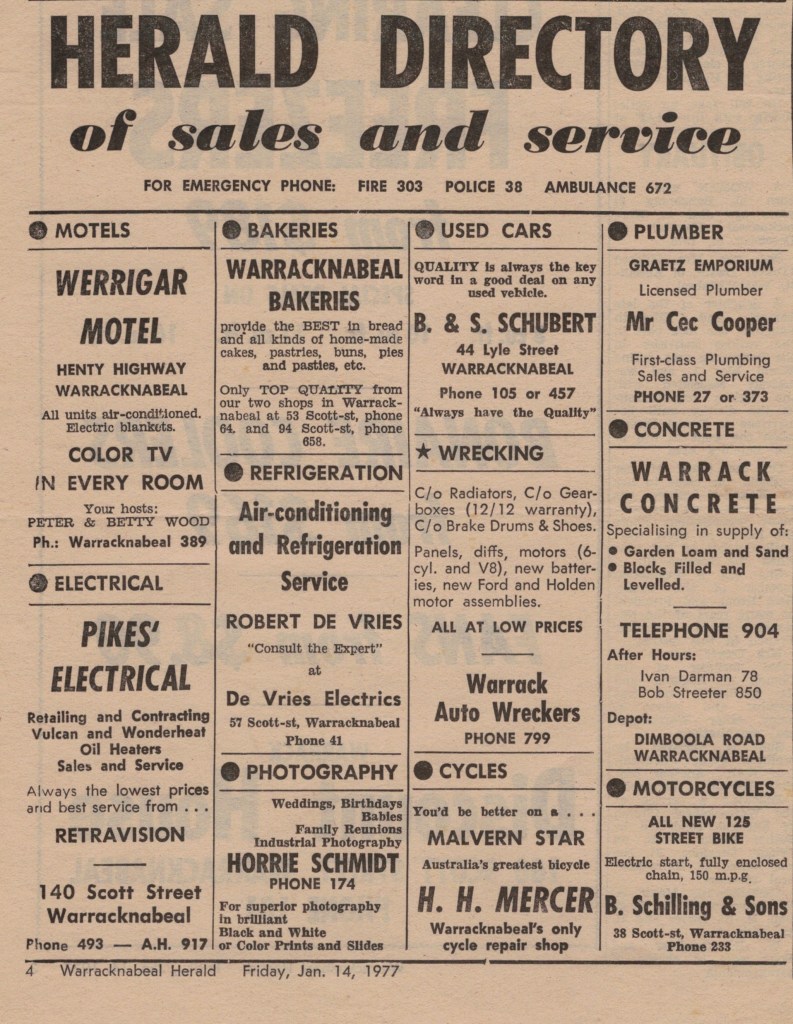 HERALD DIRECTORY
of sales and service
FOR EMERGENCY PHONE: FIRE 303 POLICE 38 AMBULANCE 672
● MOTELS
WERRIGAR
MOTEL
HENTY HIGHWAY
WARRACKNABEAL
All units air-conditioned.
Electric blankets.
COLOR TV
IN EVERY ROOM
Your hosts:
PETER & BETTY WOOD
Ph.: Warracknabeal 389
● ELECTRICAL
PIKES'
ELECTRICAL
Retailing and Contracting
Vulcan and Wonderheat
Oil Heaters
Sales and Service
Always the lowest prices
and best service from . . .
RETRAVISION
140 Scott Street
Warracknabeal
Phone 493 — A.H. 917
● BAKERIES
WARRACKNABEAL
BAKERIES
provide the BEST in bread
and all kinds of home-made
cakes, pastries, buns, pies
and pasties, etc.
Only TOP QUALITY from
our two shops in Warrack-
nabeal at 53 Scott-st, phone
64. and 94 Scott-st, phone
658.
● REFRIGERATION
Air-conditioning
and Refrigeration
Service
ROBERT DE VRIES
"Consult the Expert"
at
De Vries Electrics
57 Scott-st, Warracknabeal
Phone 41
● PHOTOGRAPHY
Weddings, Birthdays
Babies
Family Reunions
Industrial Photography
HORRIE SCHMIDT
PHONE 174
For superior photography
in brilliant
Black and White
or Color Prints and Slides
● USED CARS
QUALITY is always the key
word in a good deal on any
used vehicle.
B. & S. SCHUBERT
44 Lyle Street
WARRACKNABEAL
Phone 105 or 457
"Always have the Quality"
★ WRECKING
C/o Radiators, C/o Gear-
boxes (12/12 warranty),
C/o Brake Drums & Shoes.
Panels, diffs, motors (6-
cyl. and V8), new batter-
ies, new Ford and Holden
motor assemblies.
ALL AT LOW PRICES
Warrack
Auto Wreckers
PHONE 799
● CYCLES
You'd be better on a . . .
MALVERN STAR
Australia's greatest bicycle
H. H. MERCER
Warracknabeal's only
cycle repair shop
● PLUMBER
GRAETZ EMPORIUM
Licensed Plumber
Mr Cec Cooper
First-class Plumbing
Sales and Service
PHONE 27 or 373
● CONCRETE
WARRACK
CONCRETE
Specialising in supply of:
● Garden Loam and Sand
● Blocks Filled and
Levelled.
TELEPHONE 904
After Hours:
Ivan Darman 78
Bob Streeter 850
Depot:
DIMBOOLA ROAD
WARRACKNABEAL
● MOTORCYCLES
ALL NEW 125
STREET BIKE
Electric start, fully enclosed
chain, 150 m.p.g.
B. Schilling & Sons
38 Scott-st, Warracknabeal
Phone 233
4 Warracknabeal Herald Friday, Jan. 14, 1977